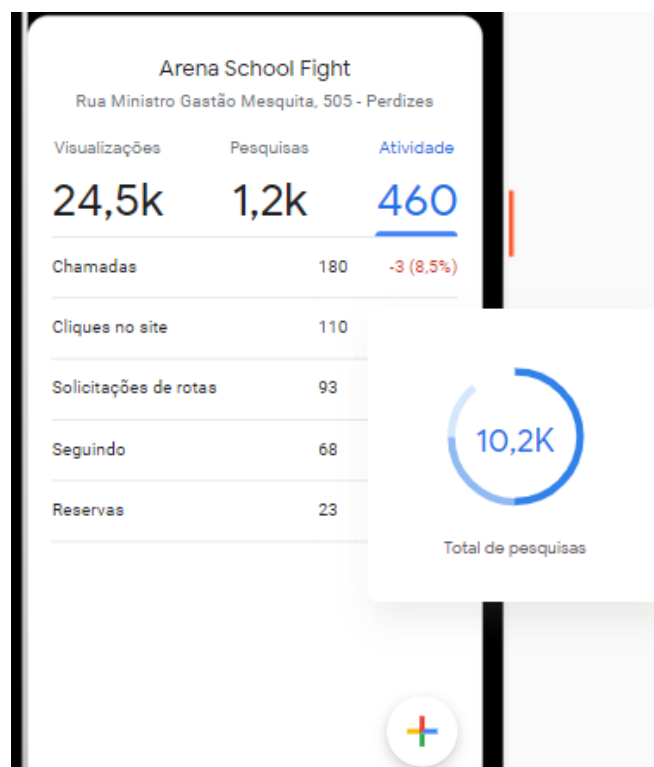 Arena School Fight
Rua Ministro Gastão Mesquita, 505 - Perdizes
Visualizações Pesquisas Atividade
24,5k 1,2k 460
Chamadas 180 -3 (8,5%)
Cliques no site 110
Solicitações de rotas 93
Seguindo 68
Reservas 23
10,2K
Total de pesquisas